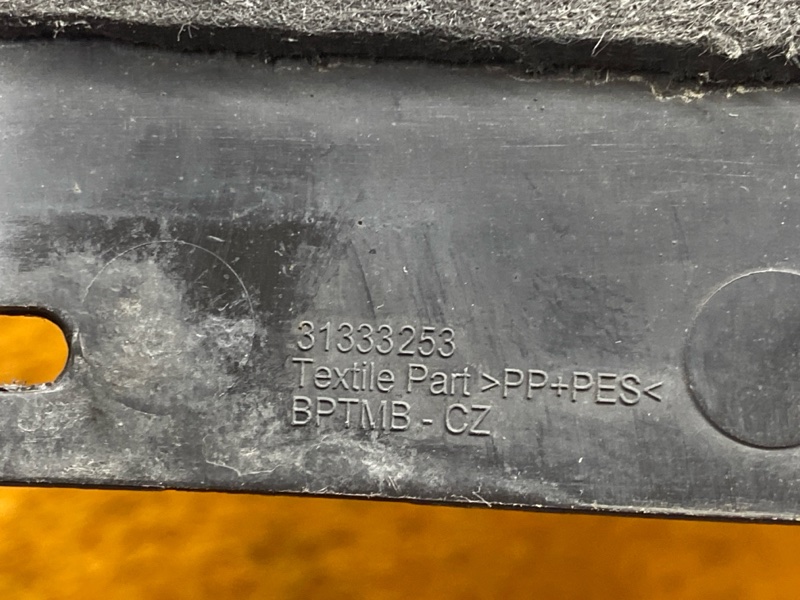 31333253
Textile Part >PP+PES<
BPTMB - CZ